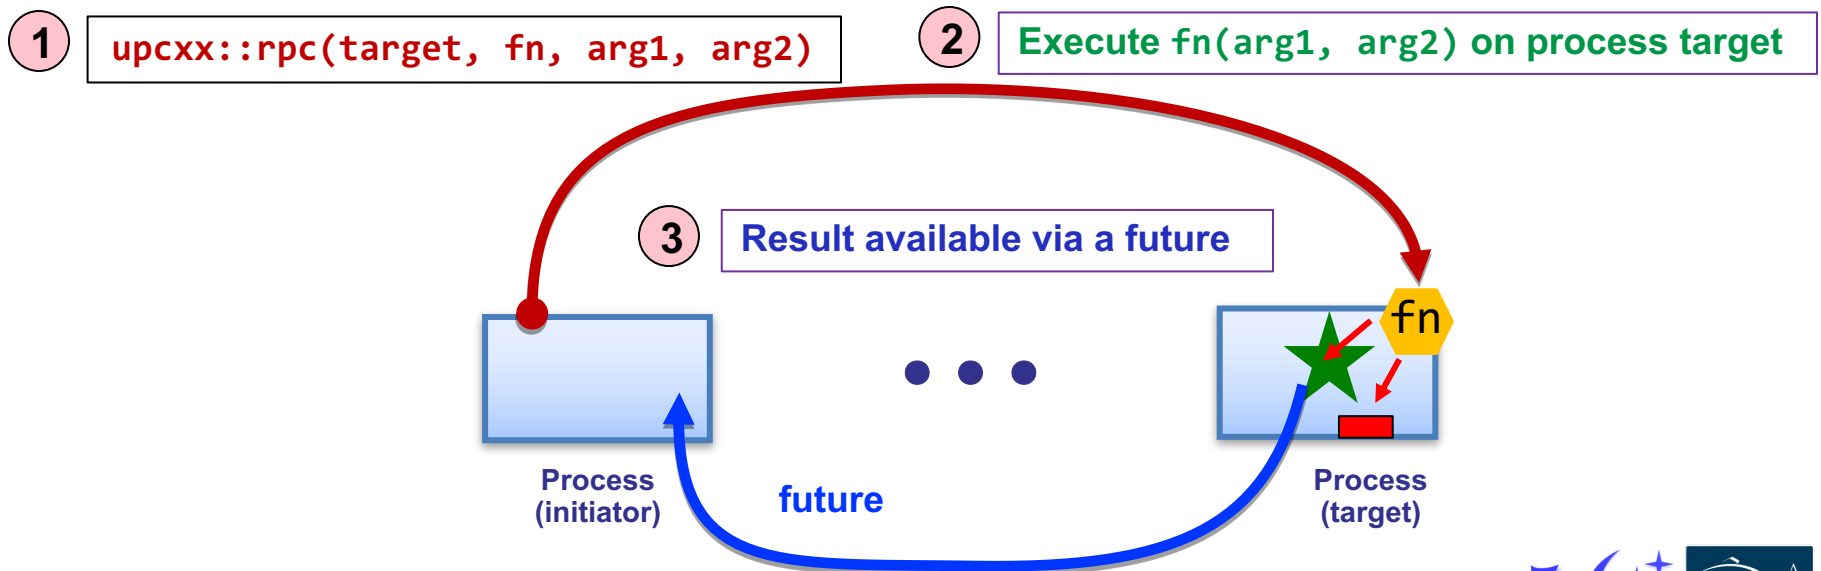 1
upcxx::rpc(target, fn, arg1, arg2)
2
Execute fn(arg1, arg2) on process target
3
Result available via a future
fn
Process
(initiator)
future
Process
(target)